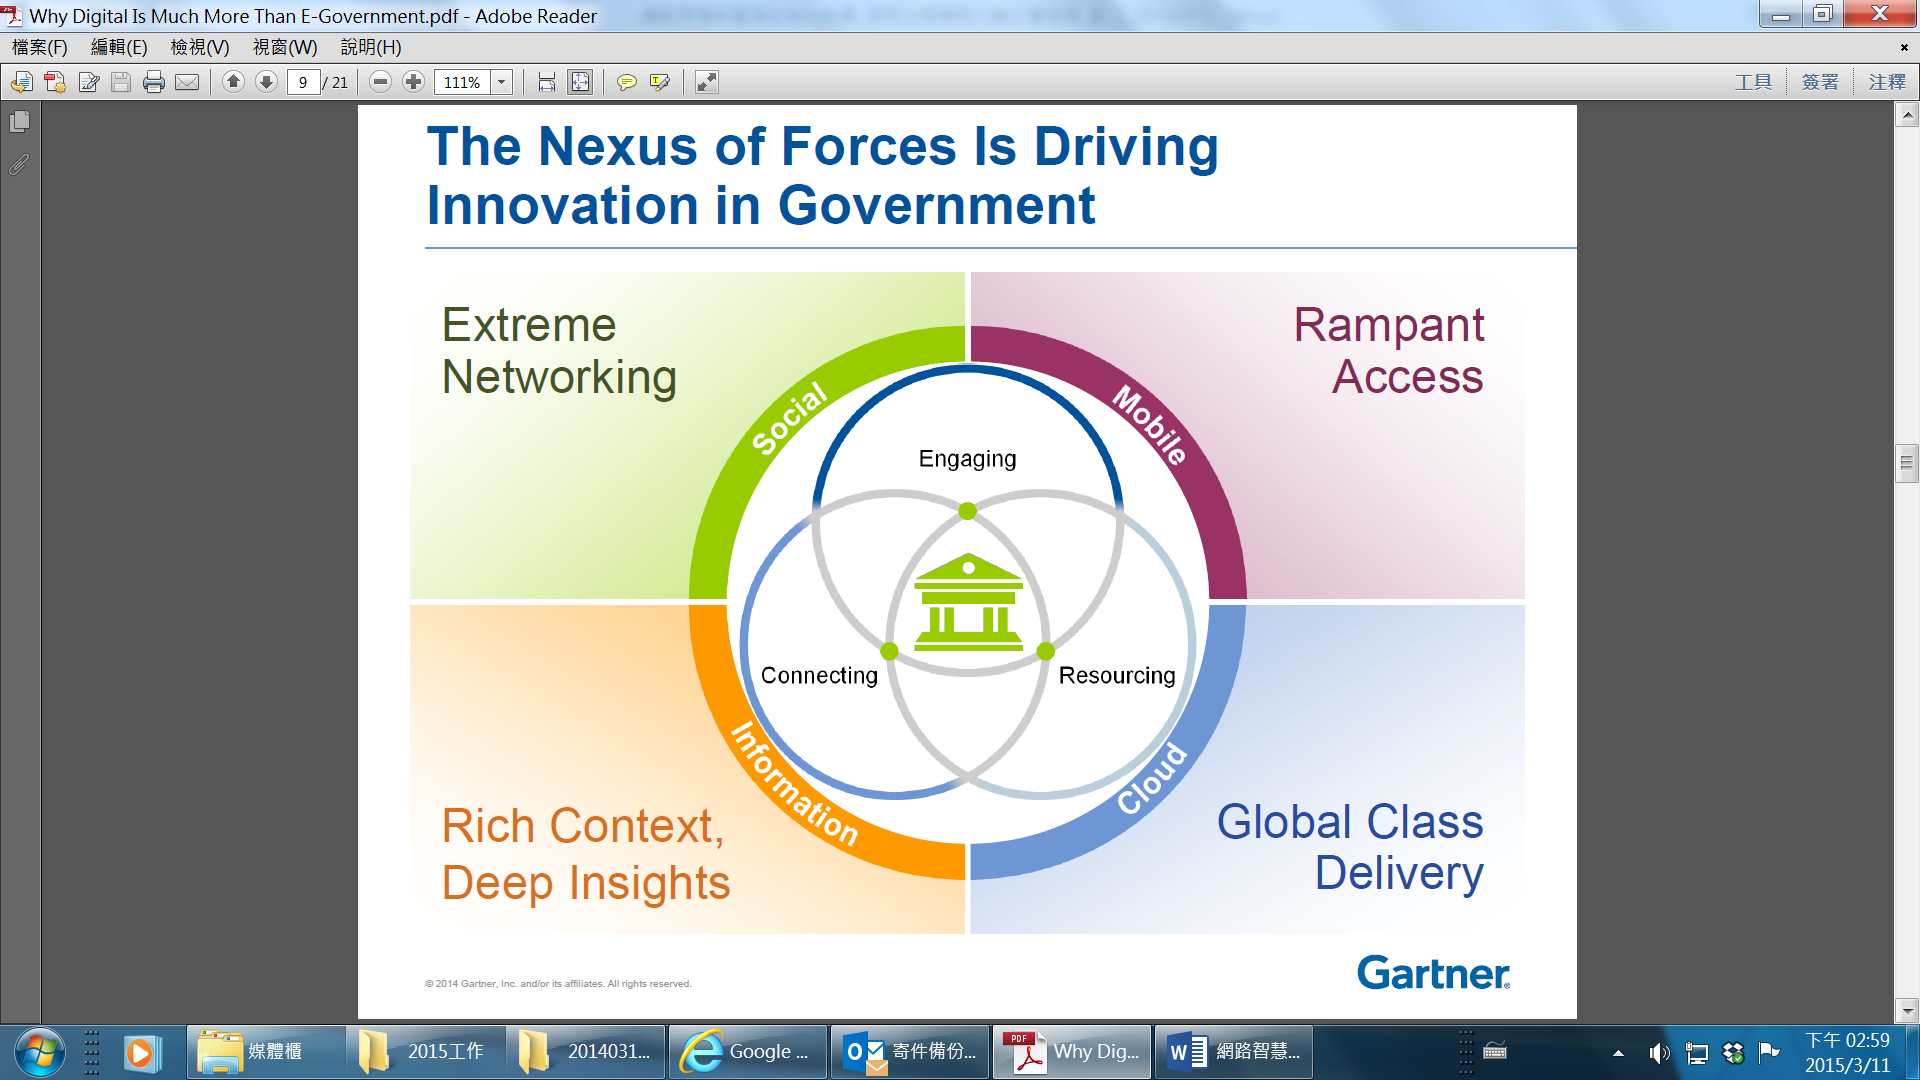 Why Digital Is Much More Than E-Government.pdf - Adobe Reader
檔案(F) 編輯(E) 檢視(V) 視窗(W) 說明(H)
9 / 21 111% 工具 簽署 注釋
The Nexus of Forces Is Driving
Innovation in Government
Extreme
Networking
Rampant
Access
Social
Mobile
Engaging
Connecting
Resourcing
Information
Cloud
Rich Context,
Deep Insights
Global Class
Delivery
© 2014 Gartner, Inc. and/or its affiliates. All rights reserved.
Gartner®
媒體櫃 2015工作 2014031... Google ... 寄件備份... Why Dig... 網路智慧... 下午 02:59
2015/3/11